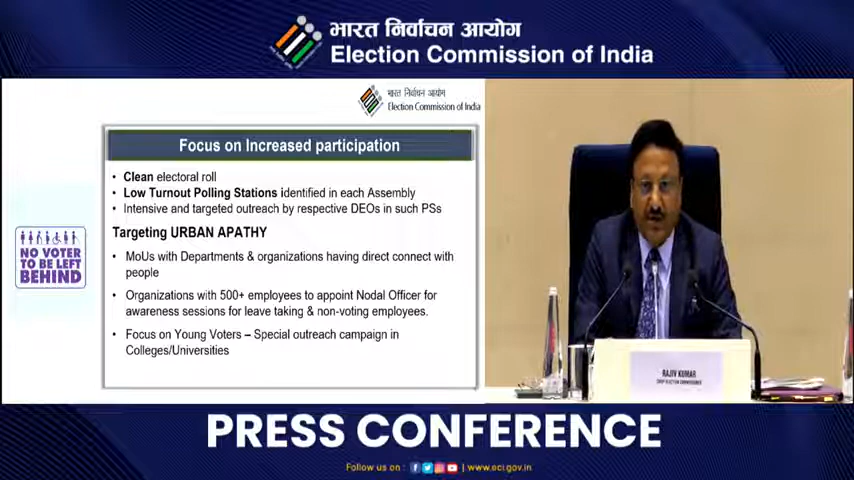 भारत निर्वाचन आयोग
Election Commission of India
भारत निर्वाचन आयोग
Election Commission of India
Focus on Increased participation
• Clean electoral roll
• Low Turnout Polling Stations identified in each Assembly
• Intensive and targeted outreach by respective DEOs in such PSs
Targeting URBAN APATHY
• MoUs with Departments & organizations having direct connect with
people
• Organizations with 500+ employees to appoint Nodal Officer for
awareness sessions for leave taking & non-voting employees.
• Focus on Young Voters – Special outreach campaign in
Colleges/Universities
NO VOTER
TO BE LEFT
BEHIND
RAJIV KUMAR
CHIEF ELECTION COMMISSIONER
PRESS CONFERENCE
Follow us on : | www.eci.gov.in